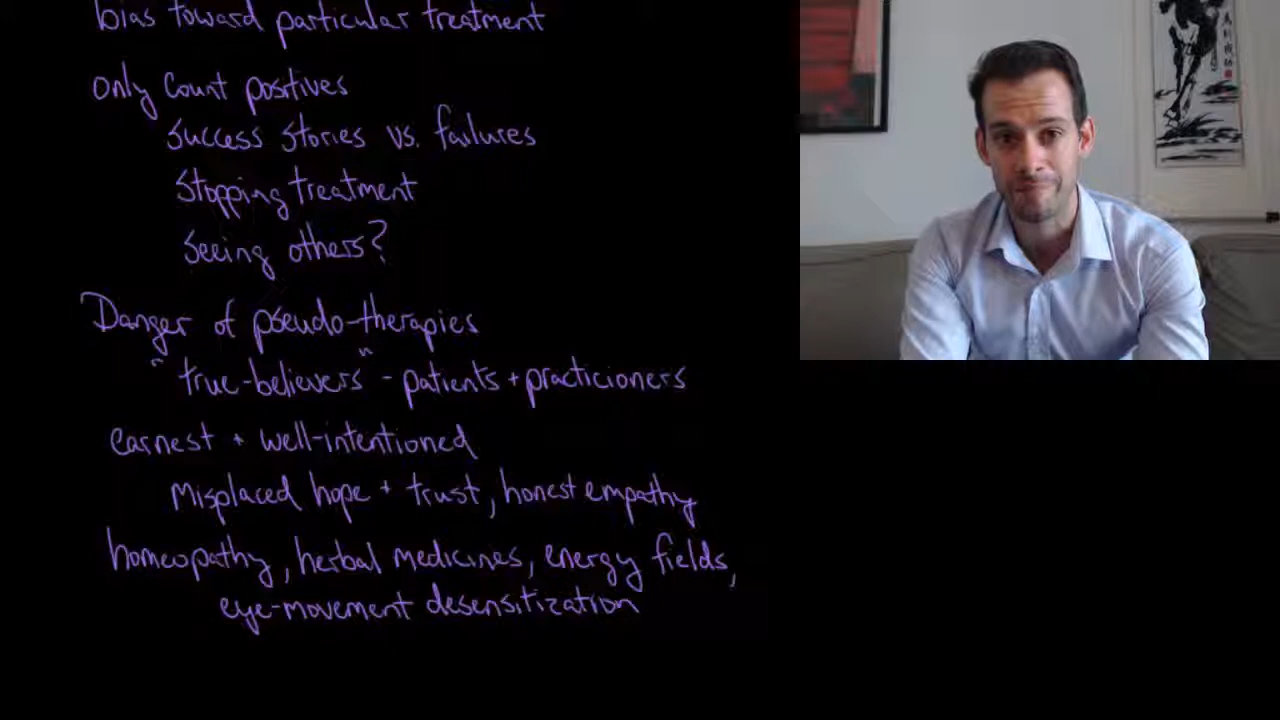 bias toward particular treatment
Only Count positives
Success Stories vs. failures
Stopping treatment
Seeing others?
Danger of pseudo-therapies
"true-believers" - patients + practicioners
earnest + well-intentioned
Misplaced hope + trust, honest empathy
homeopathy, herbal medicines, energy fields,
eye-movement desensitization